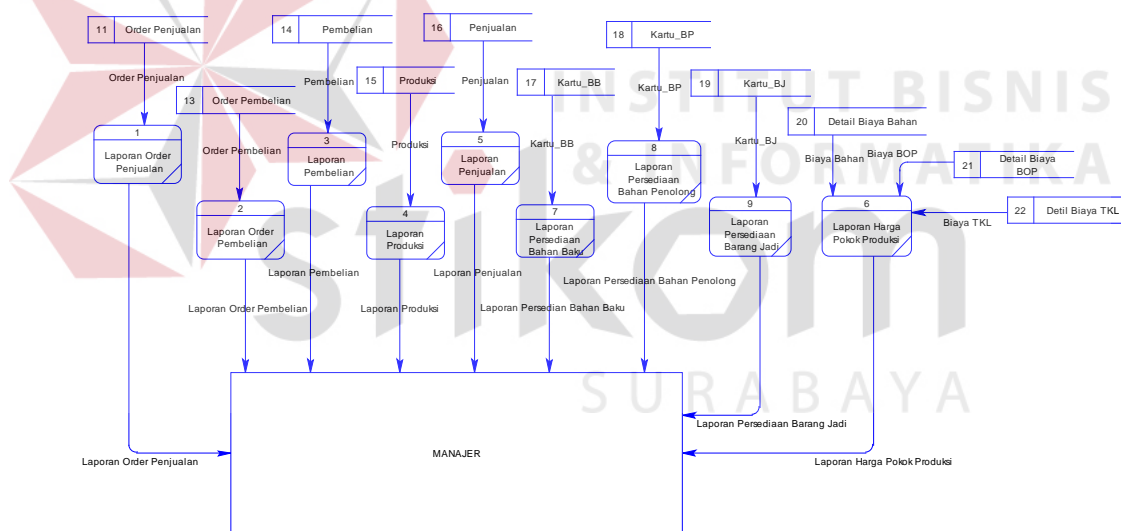 11 Order Penjualan
14 Pembelian
16 Penjualan
18 Kartu_BP
Order Penjualan
Pembelian
15 Produksi
Penjualan
17 Kartu_BB
Kartu_BP
19 Kartu_BJ
INSTITUT BISNIS
13 Order Pembelian
20 Detail Biaya Bahan
1
Laporan Order
Penjualan
Order Pembelian
3
Laporan
Pembelian
Produksi
5
Laporan
Penjualan
Kartu_BB
8
Laporan
Persediaan
Bahan Penolong
Kartu_BJ
& INFORMATIKA
Biaya Bahan
Biaya BOP
21 Detail Biaya
BOP
2
Laporan Order
Pembelian
4
Laporan
Produksi
7
Laporan
Persediaan
Bahan Baku
9
Laporan
Persediaan
Barang Jadi
6
Laporan Harga
Pokok Produksi
22 Detil Biaya TKL
Biaya TKL
Laporan Pembelian
Laporan Penjualan
Laporan Persediaan Bahan Penolong
Laporan Order Pembelian
Laporan Produksi
Laporan Persedian Bahan Baku
stikom
SURABAYA
Laporan Persediaan Barang Jadi
MANAJER
Laporan Order Penjualan
Laporan Harga Pokok Produksi